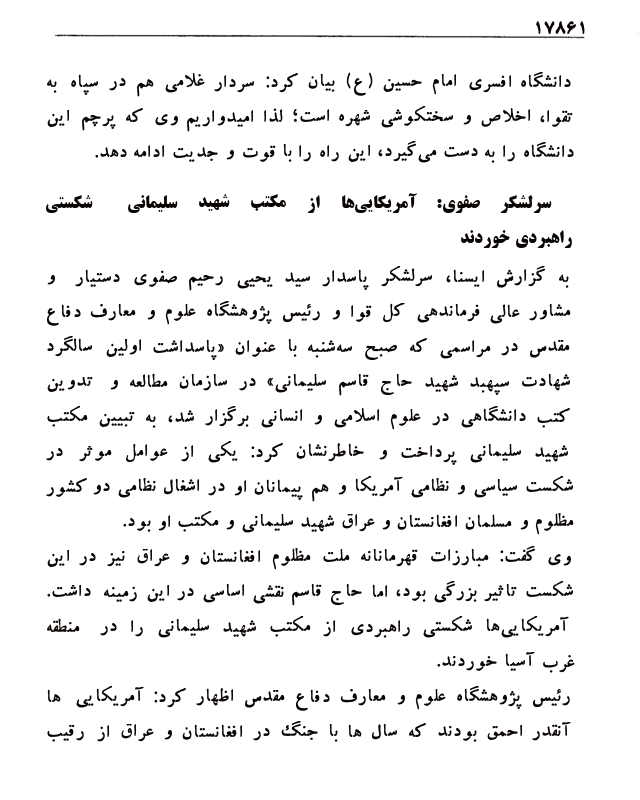 ۱۷۸۶۱
دانشگاه افسری امام حسین (ع) بیان کرد: سردار غلامی هم در سپاه به
تقوا، اخلاص و سختکوشی شهره است؛ لذا امیدواریم وی که پرچم این
دانشگاه را به دست می‌گیرد، این راه را با قوت و جدیت ادامه دهد.
سرلشکر صفوی: آمریکایی‌ها از مکتب شهید سلیمانی شکستی
راهبردی خوردند
به گزارش ایسنا، سرلشکر پاسدار سید یحیی رحیم صفوی دستیار و
مشاور عالی فرماندهی کل قوا و رئیس پژوهشگاه علوم و معارف دفاع
مقدس در مراسمی که صبح سه‌شنبه با عنوان «پاسداشت اولین سالگرد
شهادت سپهبد شهید حاج قاسم سلیمانی» در سازمان مطالعه و تدوین
کتب دانشگاهی در علوم اسلامی و انسانی برگزار شد، به تبیین مکتب
شهید سلیمانی پرداخت و خاطرنشان کرد: یکی از عوامل موثر در
شکست سیاسی و نظامی آمریکا و هم پیمانان او در اشغال نظامی دو کشور
مظلوم و مسلمان افغانستان و عراق شهید سلیمانی و مکتب او بود.
وی گفت: مبارزات قهرمانانه ملت مظلوم افغانستان و عراق نیز در این
شکست تاثیر بزرگی بود، اما حاج قاسم نقشی اساسی در این زمینه داشت.
آمریکایی‌ها شکستی راهبردی از مکتب شهید سلیمانی را در منطقه
غرب آسیا خوردند.
رئیس پژوهشگاه علوم و معارف دفاع مقدس اظهار کرد: آمریکایی ها
آنقدر احمق بودند که سال ها با جنگ در افغانستان و عراق از رقیب